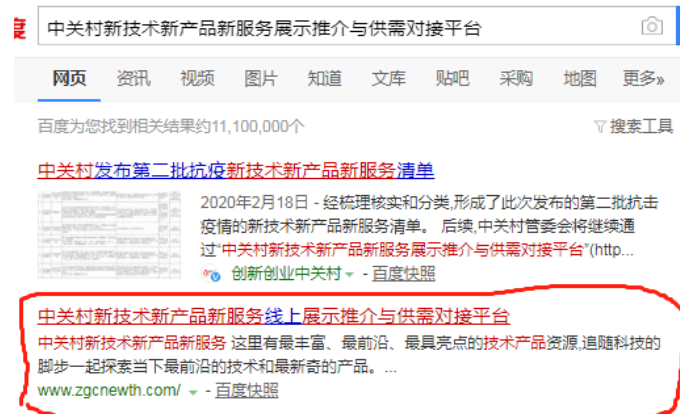 度 中关村新技术新产品新服务展示推介与供需对接平台
网页 资讯 视频 图片 知道 文库 贴吧 采购 地图 更多»
百度为您找到相关结果约11,100,000个 搜索工具
中关村发布第二批抗疫新技术新产品新服务清单
2020年2月18日 - 经梳理核实和分类,形成了此次发布的第二批抗击
疫情的新技术新产品新服务清单。 后续,中关村管委会将继续通
过“中关村新技术新产品新服务展示推介与供需对接平台”(http...
创新创业中关村 - 百度快照
中关村新技术新产品新服务线上展示推介与供需对接平台
中关村新技术新产品新服务 这里有最丰富、最前沿、最具亮点的技术产品资源,追随科技的
脚步一起探索当下最前沿的技术和最新奇的产品。...
www.zgcnewth.com/ - 百度快照